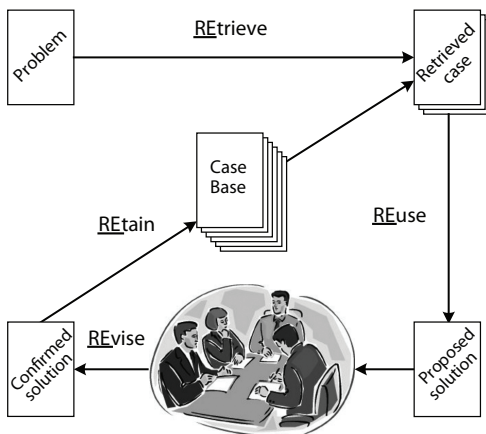 Problem
REtrieve
Retrieved
case
Case
Base
REtain
REuse
REvise
Confirmed
solution
Proposed
solution